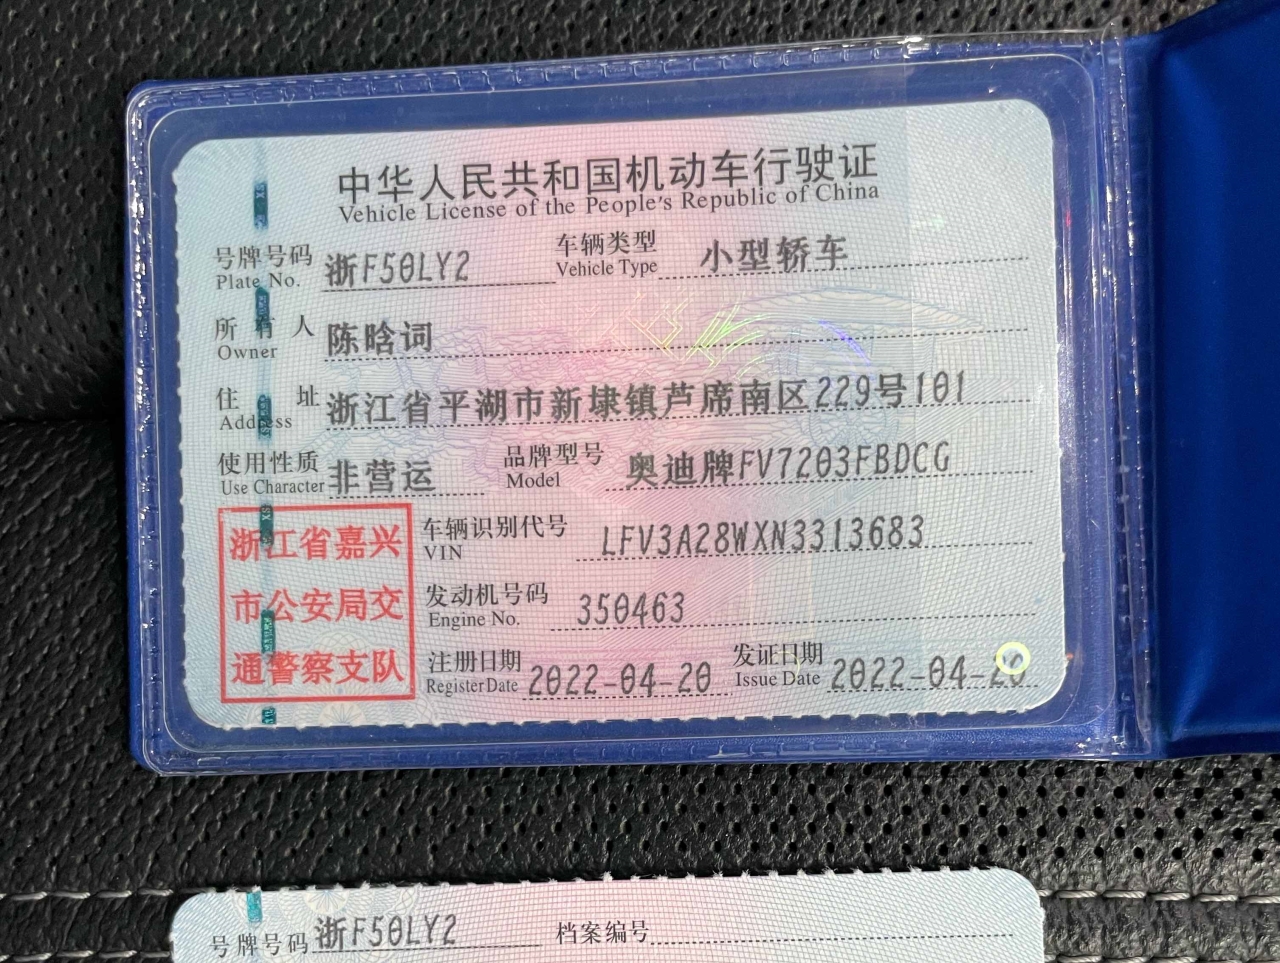 中华人民共和国机动车行驶证
Vehicle License of the People's Republic of China
号牌号码 浙F50LY2 车辆类型 小型轿车
Plate No. Vehicle Type
所有人 陈晗词
Owner
住址 浙江省平湖市新埭镇芦席南区229号101
Address
使用性质 非营运 品牌型号 奥迪牌FV7203FBDCG
Use Character Model
浙江省嘉兴
市公安局交
通警察支队
车辆识别代号 LFV3A28WXN3313683
VIN
发动机号码 350463
Engine No.
注册日期 2022-04-20 发证日期 2022-04-20
Register Date Issue Date
号牌号码 浙F50LY2 档案编号